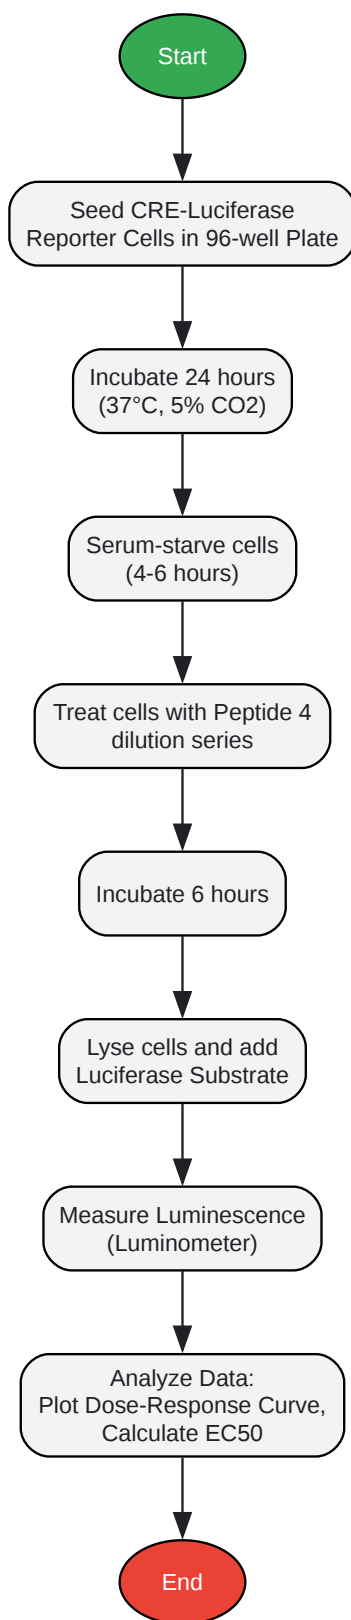 Start
Seed CRE-Luciferase
Reporter Cells in 96-well Plate
Incubate 24 hours
(37°C, 5% CO2)
Serum-starve cells
(4-6 hours)
Treat cells with Peptide 4
dilution series
Incubate 6 hours
Lyse cells and add
Luciferase Substrate
Measure Luminescence
(Luminometer)
Analyze Data:
Plot Dose-Response Curve,
Calculate EC50
End